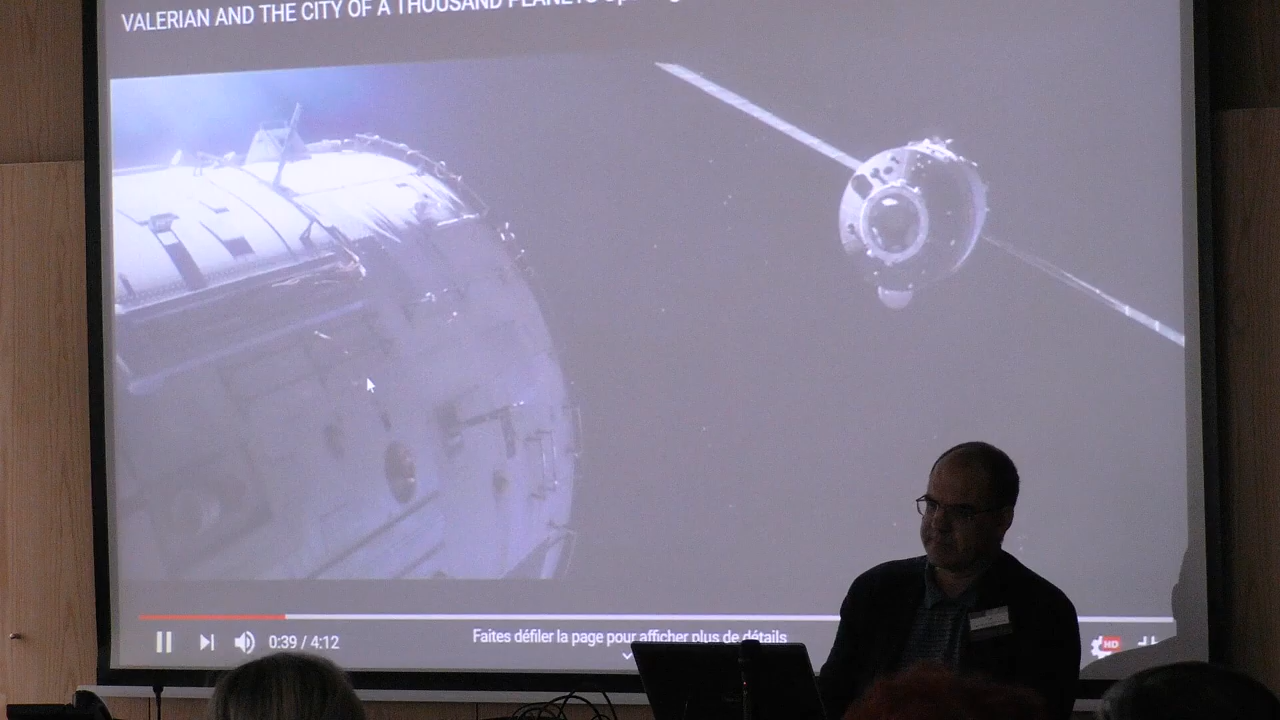 VALERIAN AND THE CITY OF A THOUSAND PLANETS
0:39 / 4:12
Faites défiler la page pour afficher plus de détails
HD